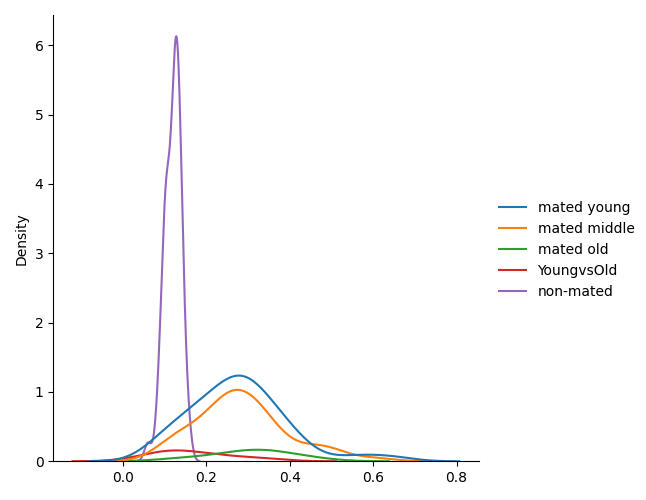 6
5
4
3
2
1
0
Density
0.0 0.2 0.4 0.6 0.8
mated young
mated middle
mated old
YoungvsOld
non-mated